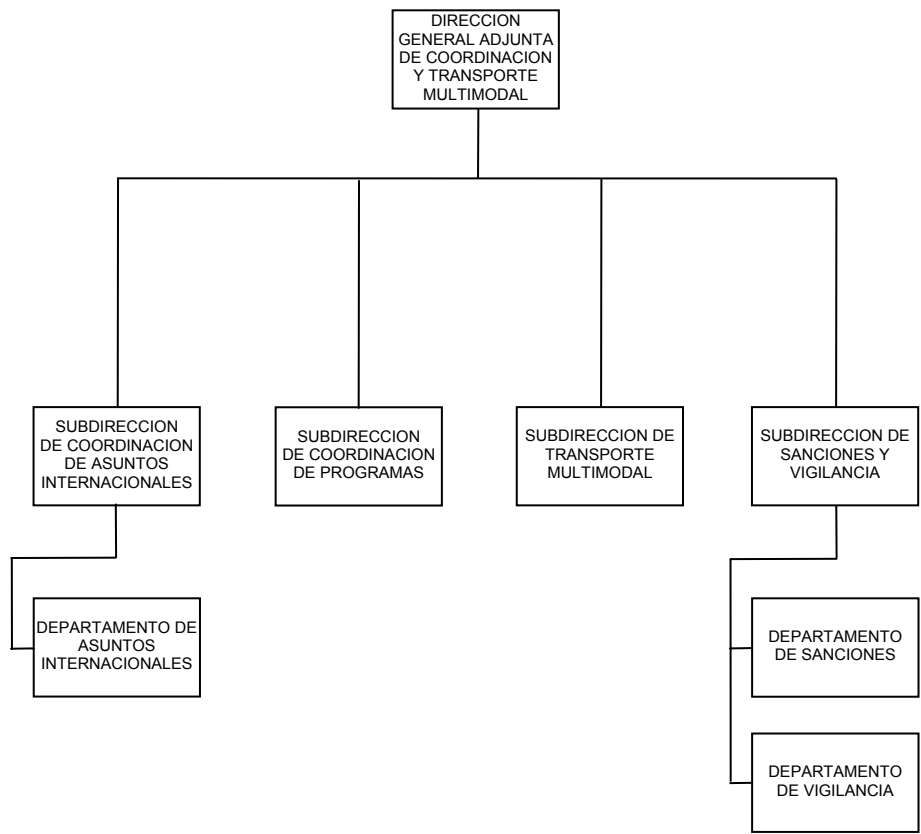 DIRECCION
GENERAL ADJUNTA
DE COORDINACION
Y TRANSPORTE
MULTIMODAL
SUBDIRECCION
DE COORDINACION
DE ASUNTOS
INTERNACIONALES
SUBDIRECCION
DE COORDINACION
DE PROGRAMAS
SUBDIRECCION DE
TRANSPORTE
MULTIMODAL
SUBDIRECCION DE
SANCIONES Y
VIGILANCIA
DEPARTAMENTO DE
ASUNTOS
INTERNACIONALES
DEPARTAMENTO
DE SANCIONES
DEPARTAMENTO
DE VIGILANCIA